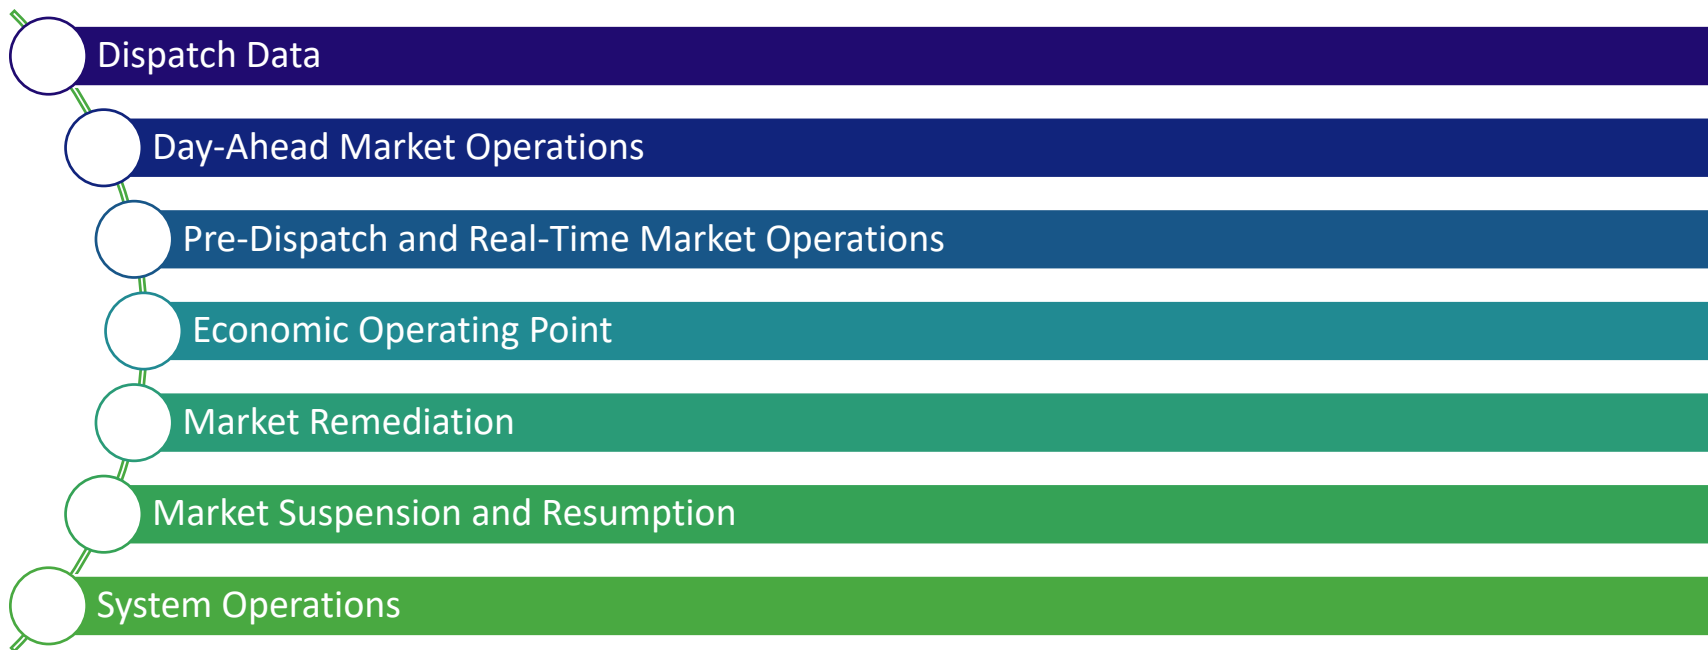 Dispatch Data
Day-Ahead Market Operations
Pre-Dispatch and Real-Time Market Operations
Economic Operating Point
Market Remediation
Market Suspension and Resumption
System Operations